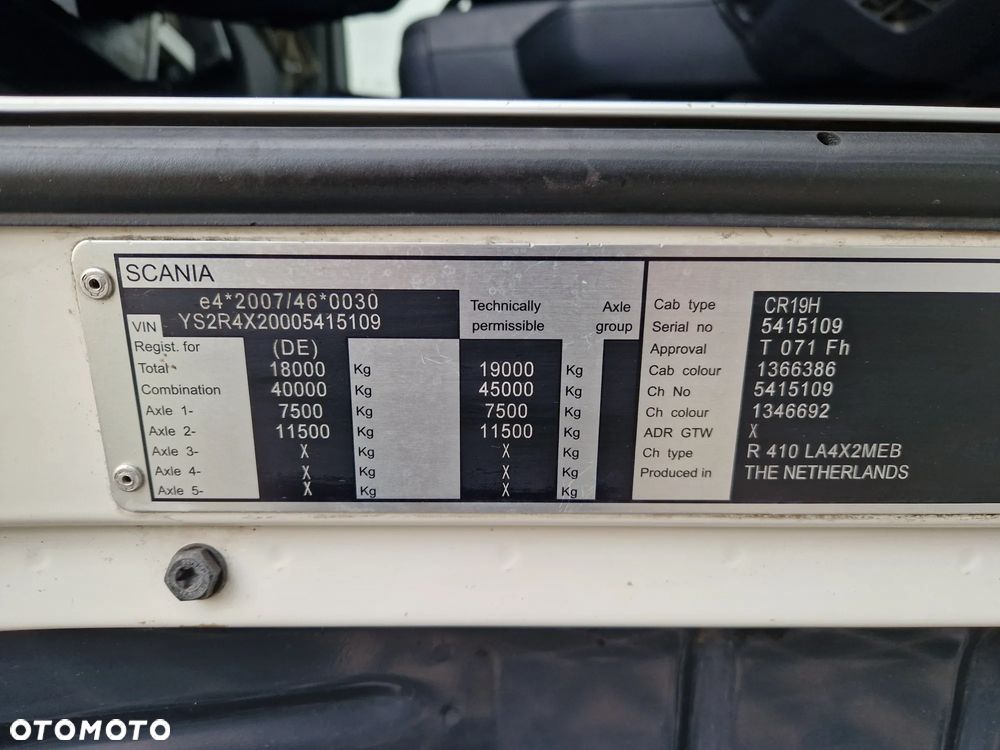 SCANIA
e4*2007/46*0030
VIN YS2R4X20005415109
Technically permissible
Axle group
Regist. for (DE)
Total 18000 Kg 19000 Kg
Combination 40000 Kg 45000 Kg
Axle 1- 7500 Kg 7500 Kg
Axle 2- 11500 Kg 11500 Kg
Axle 3- X Kg X Kg
Axle 4- X Kg X Kg
Axle 5- X Kg X Kg
Cab type CR19H
Serial no 5415109
Approval T 071 Fh
Cab colour 1366386
Ch No 5415109
Ch colour 1346692
ADR GTW X
Ch type R 410 LA4X2MEB
Produced in THE NETHERLANDS
OTOMOTO